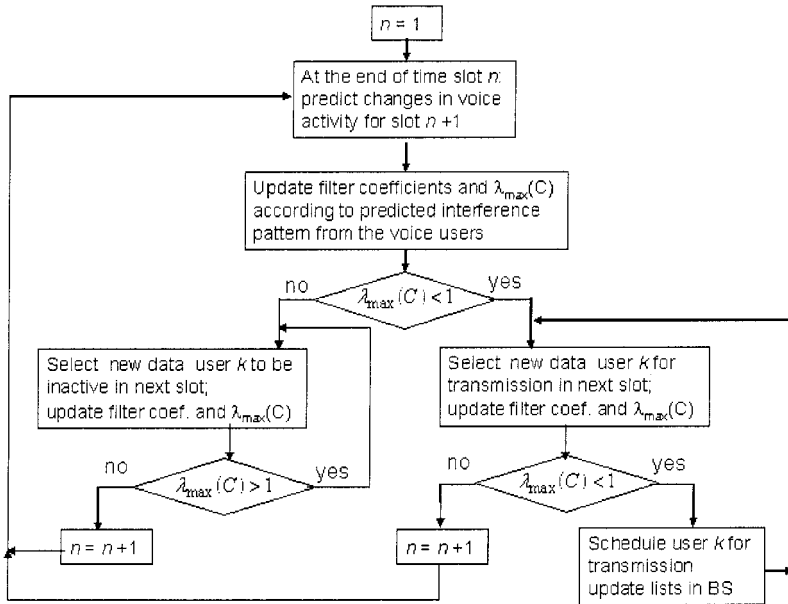 n = 1
At the end of time slot n:
predict changes in voice
activity for slot n +1
Update filter coefficients and λmax(C)
according to predicted interference
pattern from the voice users
no
λmax(C) < 1
yes
Select new data user k to be
inactive in next slot;
update filter coef. and λmax(C)
Select new data user k for
transmission in next slot;
update filter coef. and λmax(C)
no
λmax(C) > 1
yes
no
λmax(C) < 1
yes
n = n+1
n = n+1
Schedule user k for
transmission
update lists in BS